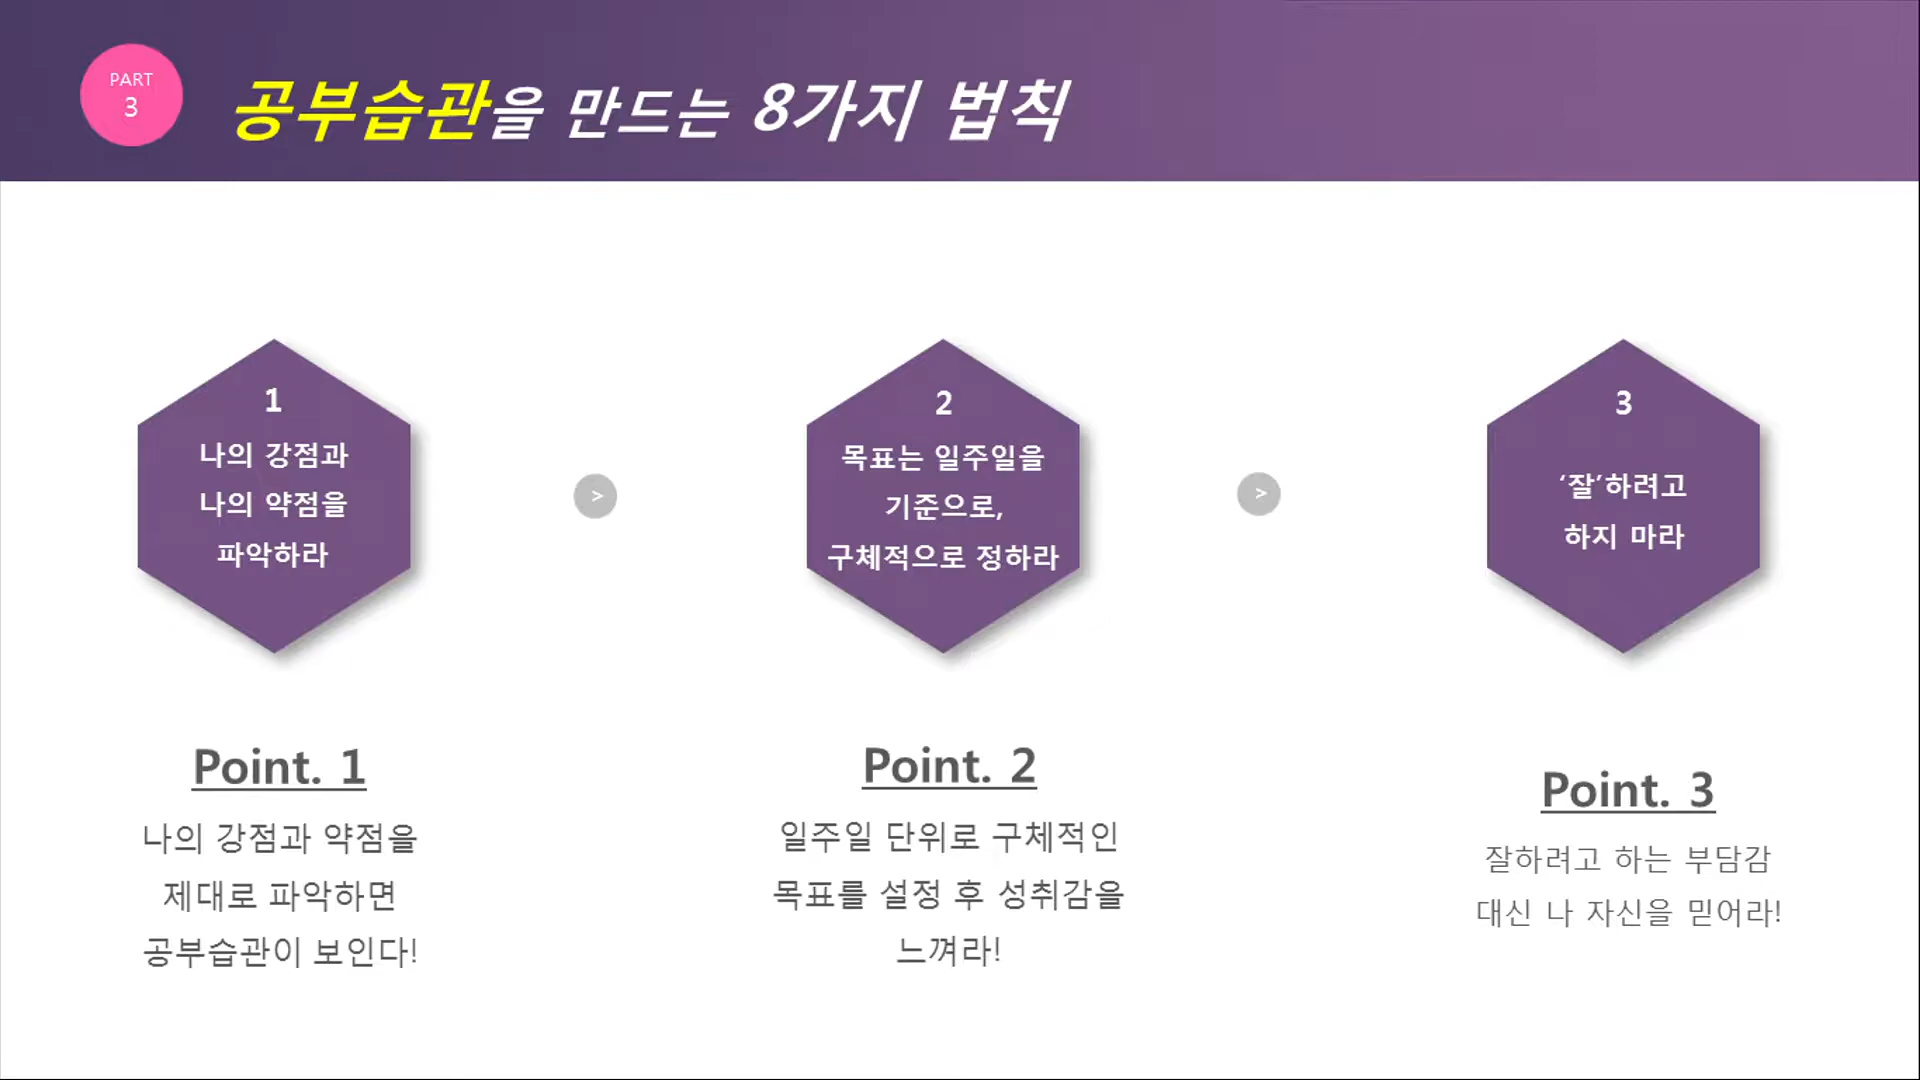 PART
3
공부습관을 만드는 8가지 법칙
1
나의 강점과
나의 약점을
파악하라
>
2
목표는 일주일을
기준으로,
구체적으로 정하라
>
3
‘잘’하려고
하지 마라
Point. 1
나의 강점과 약점을
제대로 파악하면
공부습관이 보인다!
Point. 2
일주일 단위로 구체적인
목표를 설정 후 성취감을
느껴라!
Point. 3
잘하려고 하는 부담감
대신 나 자신을 믿어라!